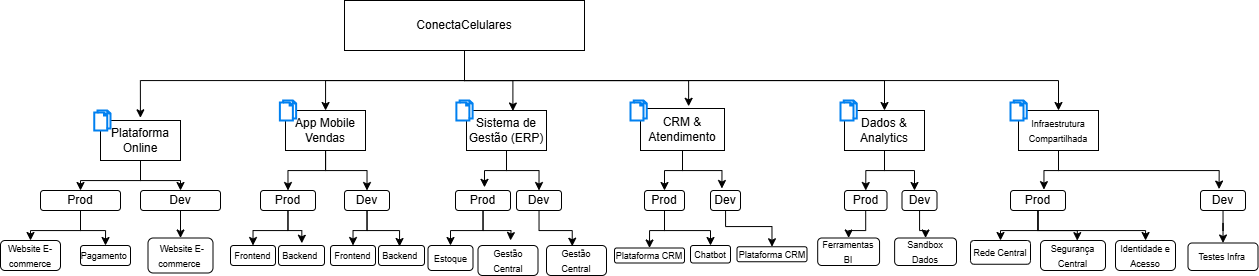 ConectaCelulares
Plataforma
Online
App Mobile
Vendas
Sistema de
Gestão (ERP)
CRM &
Atendimento
Dados &
Analytics
Infraestrutura
Compartilhada
Prod
Dev
Prod
Dev
Prod
Dev
Prod
Dev
Prod
Dev
Prod
Dev
Website E-
commerce
Pagamento
Website E-
commerce
Frontend
Backend
Frontend
Backend
Estoque
Gestão
Central
Gestão
Central
Plataforma CRM
Chatbot
Plataforma CRM
Ferramentas
BI
Sandbox
Dados
Rede Central
Segurança
Central
Identidade e
Acesso
Testes Infra